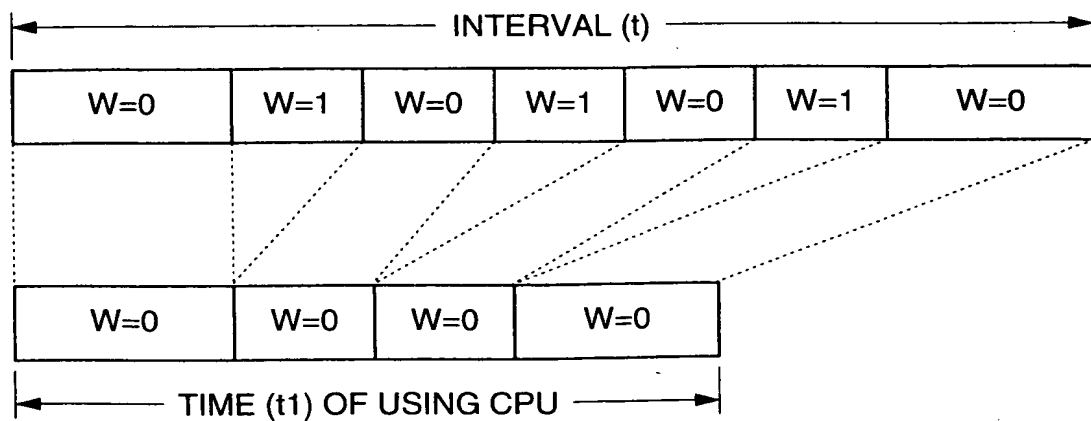 INTERVAL (t)
W=0 W=1 W=0 W=1 W=0 W=1 W=0
W=0 W=0 W=0 W=0
TIME (t1) OF USING CPU